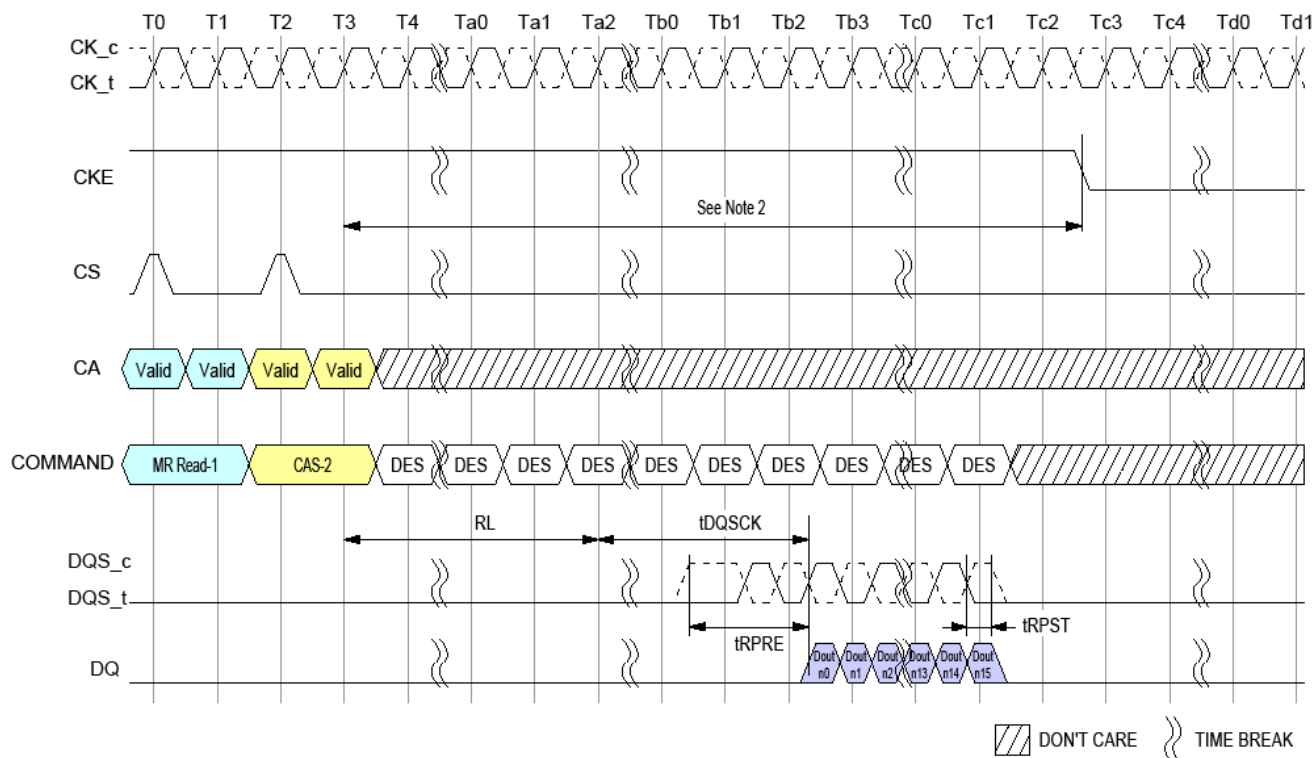 T0 T1 T2 T3 T4 Ta0 Ta1 Ta2 Tb0 Tb1 Tb2 Tb3 Tc0 Tc1 Tc2 Tc3 Tc4 Td0 Td1
CK_c
CK_t
CKE
See Note 2
CS
CA Valid Valid Valid Valid
COMMAND MR Read-1 CAS-2 DES DES DES DES DES DES DES DES DES DES
RL tDQSCK
DQS_c
DQS_t
tRPRE tRPST
DQ
Dout n0
Dout n1
Dout n2
Dout n13
Dout n14
Dout n15
DON'T CARE TIME BREAK